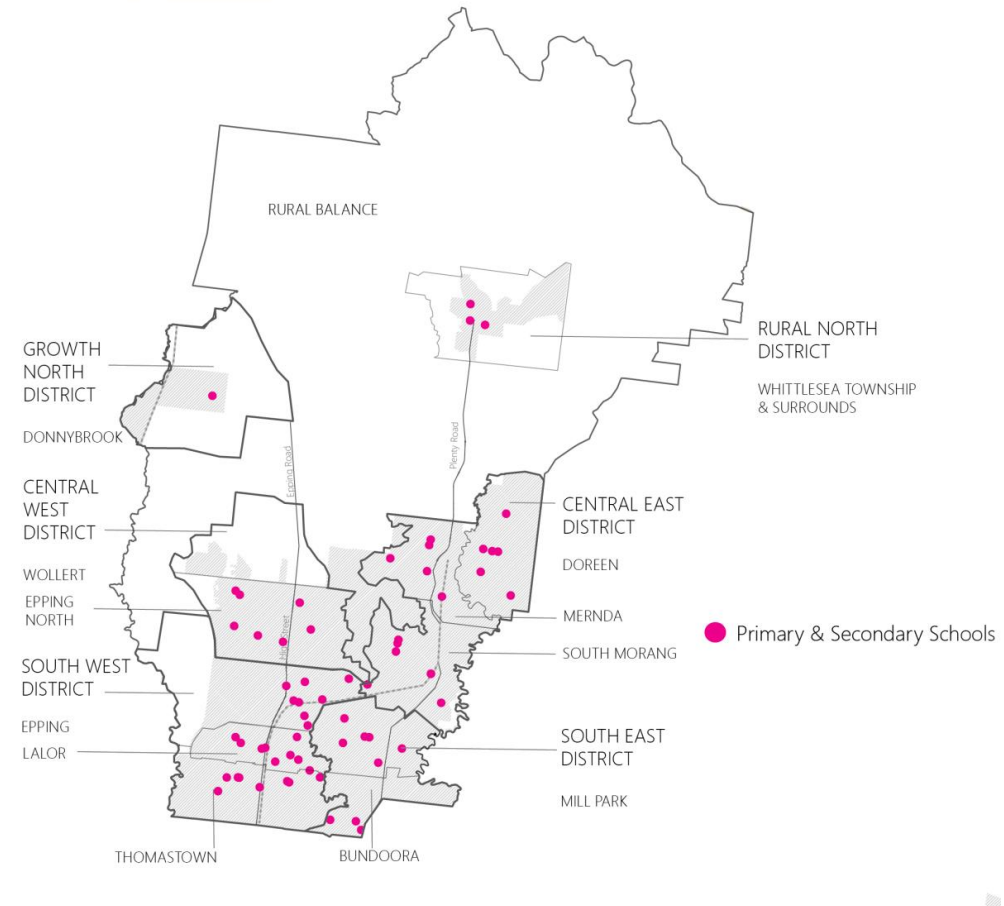 RURAL BALANCE
GROWTH
NORTH
DISTRICT
DONNYBROOK
RURAL NORTH
DISTRICT
WHITTLESEA TOWNSHIP
& SURROUNDS
Epping Road
Plenty Road
CENTRAL
WEST
DISTRICT
WOLLERT
EPPING
NORTH
CENTRAL EAST
DISTRICT
DOREEN
MERNDA
SOUTH MORANG
Primary & Secondary Schools
High Street
SOUTH WEST
DISTRICT
EPPING
LALOR
SOUTH EAST
DISTRICT
MILL PARK
THOMASTOWN
BUNDOORA